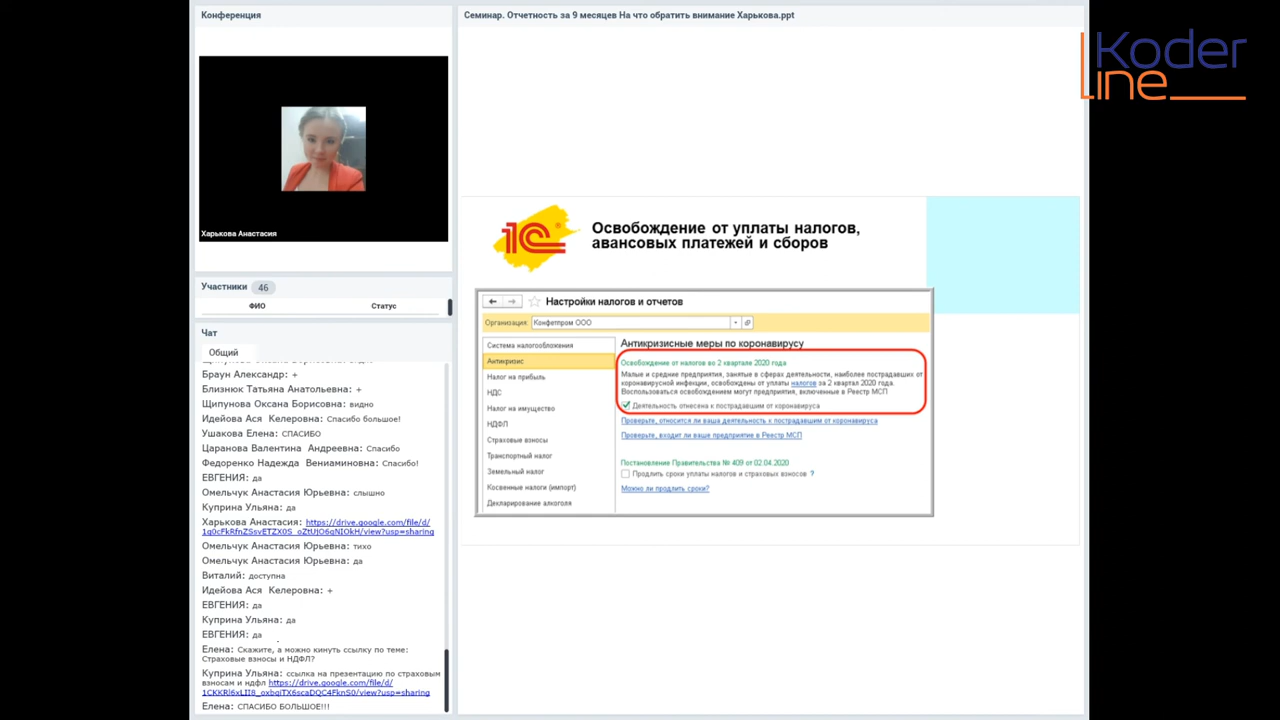 Конференция
Харькова Анастасия
Участники 46
ФИО Статус
Чат
Общий
Браун Александр: +
Близнюк Татьяна Анатольевна: +
Щипунова Оксана Борисовна: видно
Идейова Ася Келеровна: Спасибо большое!
Ушакова Елена: СПАСИБО
Царанова Валентина Андреевна: Спасибо
Федоренко Надежда Вениаминовна: Спасибо!
ЕВГЕНИЯ: да
Омельчук Анастасия Юрьевна: слышно
Куприна Ульяна: да
Харькова Анастасия: https://drive.google.com/file/d/
Омельчук Анастасия Юрьевна: тихо
Омельчук Анастасия Юрьевна: да
Виталий: доступна
Идейова Ася Келеровна: +
ЕВГЕНИЯ: да
Куприна Ульяна: да
ЕВГЕНИЯ: да
Елена: Скажите, а можно кинуть ссылку по теме:
Страховые взносы и НДФЛ?
Куприна Ульяна: ссылка на презентацию по страховым
взносам и ндфл https://drive.google.com/file/d/
Елена: СПАСИБО БОЛЬШОЕ!!!
Семинар. Отчетность за 9 месяцев На что обратить внимание Харькова.ppt
Koder
Line
1С
Освобождение от уплаты налогов,
авансовых платежей и сборов
Настройки налогов и отчетов
Организация: Конфетпром ООО
Система налогообложения
Антикризис
Налог на прибыль
НДС
Налог на имущество
НДФЛ
Страховые взносы
Транспортный налог
Земельный налог
Косвенные налоги (импорт)
Декларирование алкоголя
Антикризисные меры по коронавирусу
Освобождение от налогов во 2 квартале 2020 года
Малые и средние предприятия, занятые в сферах деятельности, наиболее пострадавших от
коронавирусной инфекции, освобождены от уплаты налогов за 2 квартал 2020 года.
Воспользоваться освобождением могут предприятия, включенные в Реестр МСП
Деятельность отнесена к пострадавшим от коронавируса
Проверьте, относится ли ваша деятельность к пострадавшим от коронавируса
Проверьте, входит ли ваше предприятие в Реестр МСП
Постановление Правительства № 409 от 02.04.2020
Продлить сроки уплаты налогов и страховых взносов ?
Можно ли продлить сроки?